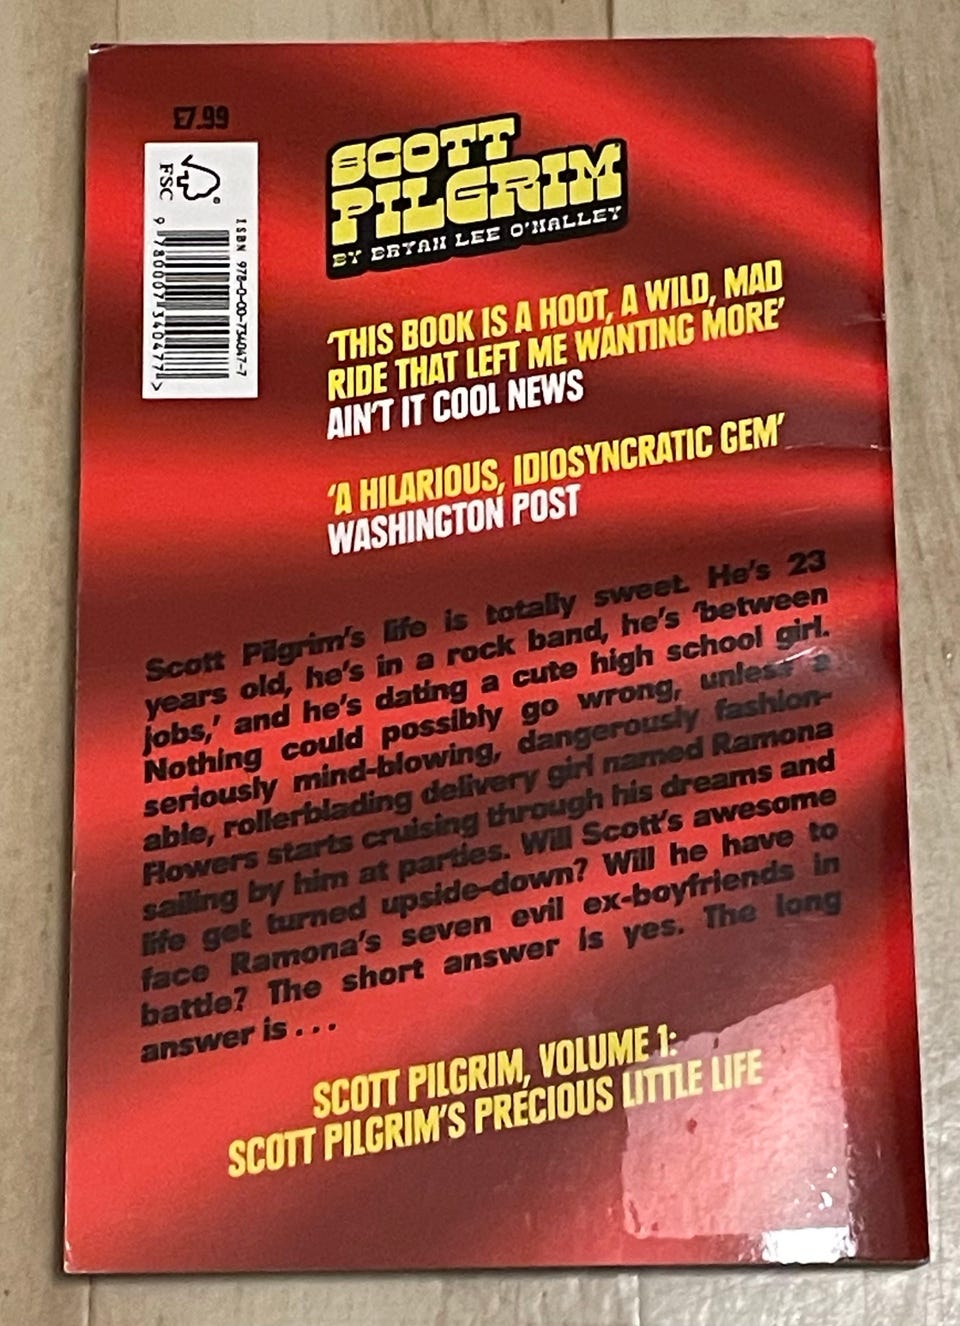 £7.99
FSC
ISBN 978-0-00-734047-7
9 780007 340477 >
SCOTT
PILGRIM
BY BRYAN LEE O'MALLEY
'THIS BOOK IS A HOOT, A WILD, MAD
RIDE THAT LEFT ME WANTING MORE'
AIN'T IT COOL NEWS
'A HILARIOUS, IDIOSYNCRATIC GEM'
WASHINGTON POST
Scott Pilgrim's life is totally sweet. He's 23
years old, he's in a rock band, he's 'between
jobs,' and he's dating a cute high school girl.
Nothing could possibly go wrong, unless a
seriously mind-blowing, dangerously fashion-
able, rollerblading delivery girl named Ramona
Flowers starts cruising through his dreams and
sailing by him at parties. Will Scott's awesome
life get turned upside-down? Will he have to
face Ramona's seven evil ex-boyfriends in
battle? The short answer is yes. The long
answer is...
SCOTT PILGRIM, VOLUME 1:
SCOTT PILGRIM'S PRECIOUS LITTLE LIFE